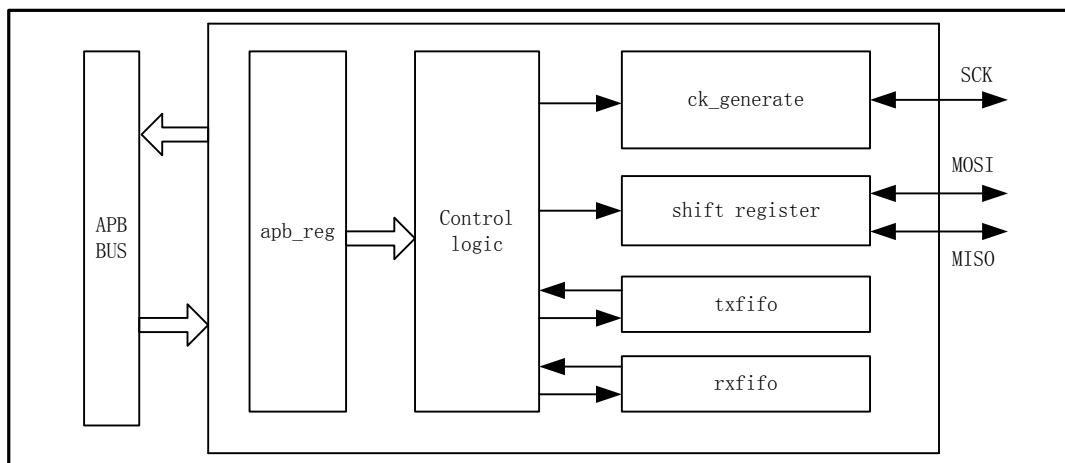 APB
BUS
apb_reg
Control
logic
ck_generate
shift register
txfifo
rxfifo
SCK
MOSI
MISO